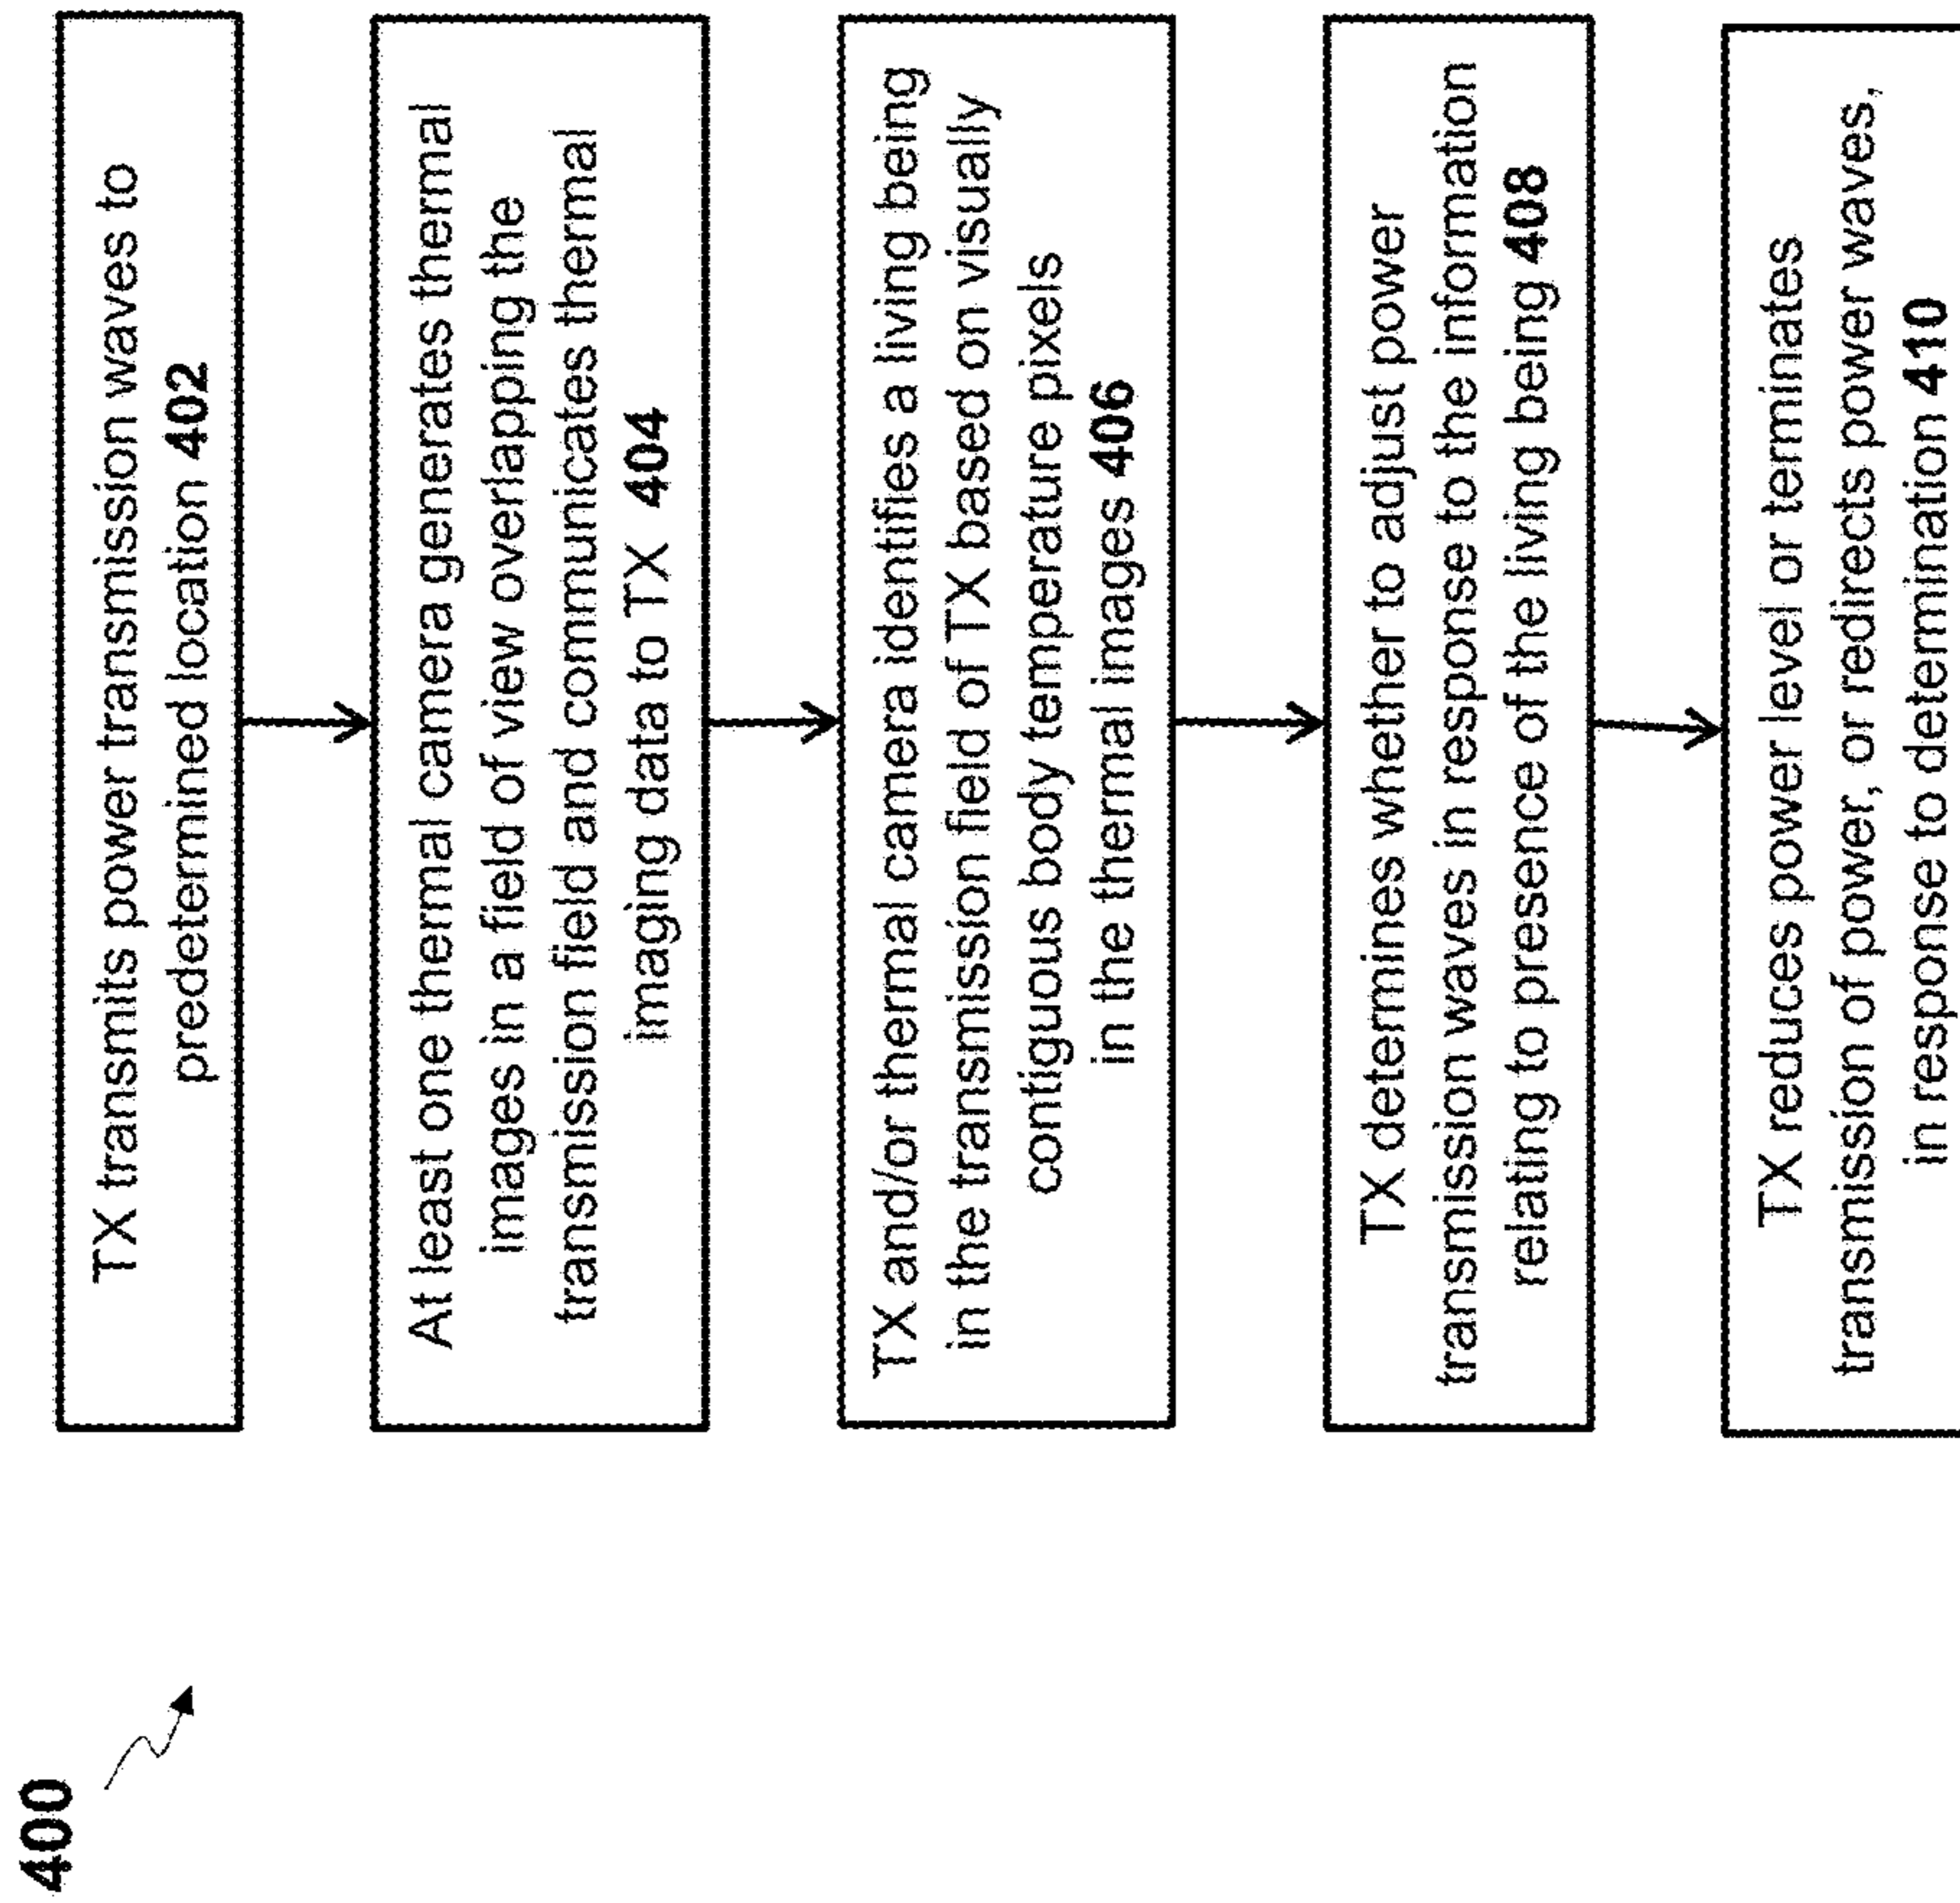 400
TX transmits power transmission waves to
predetermined location 402
At least one thermal camera generates thermal
images in a field of view overlapping the
transmission field and communicates thermal
imaging data to TX 404
TX and/or thermal camera identifies a living being
in the transmission field of TX based on visually
contiguous body temperature pixels
in the thermal images 406
TX determines whether to adjust power
transmission waves in response to the information
relating to presence of the living being 408
TX reduces power level or terminates
transmission of power, or redirects power waves,
in response to determination 410